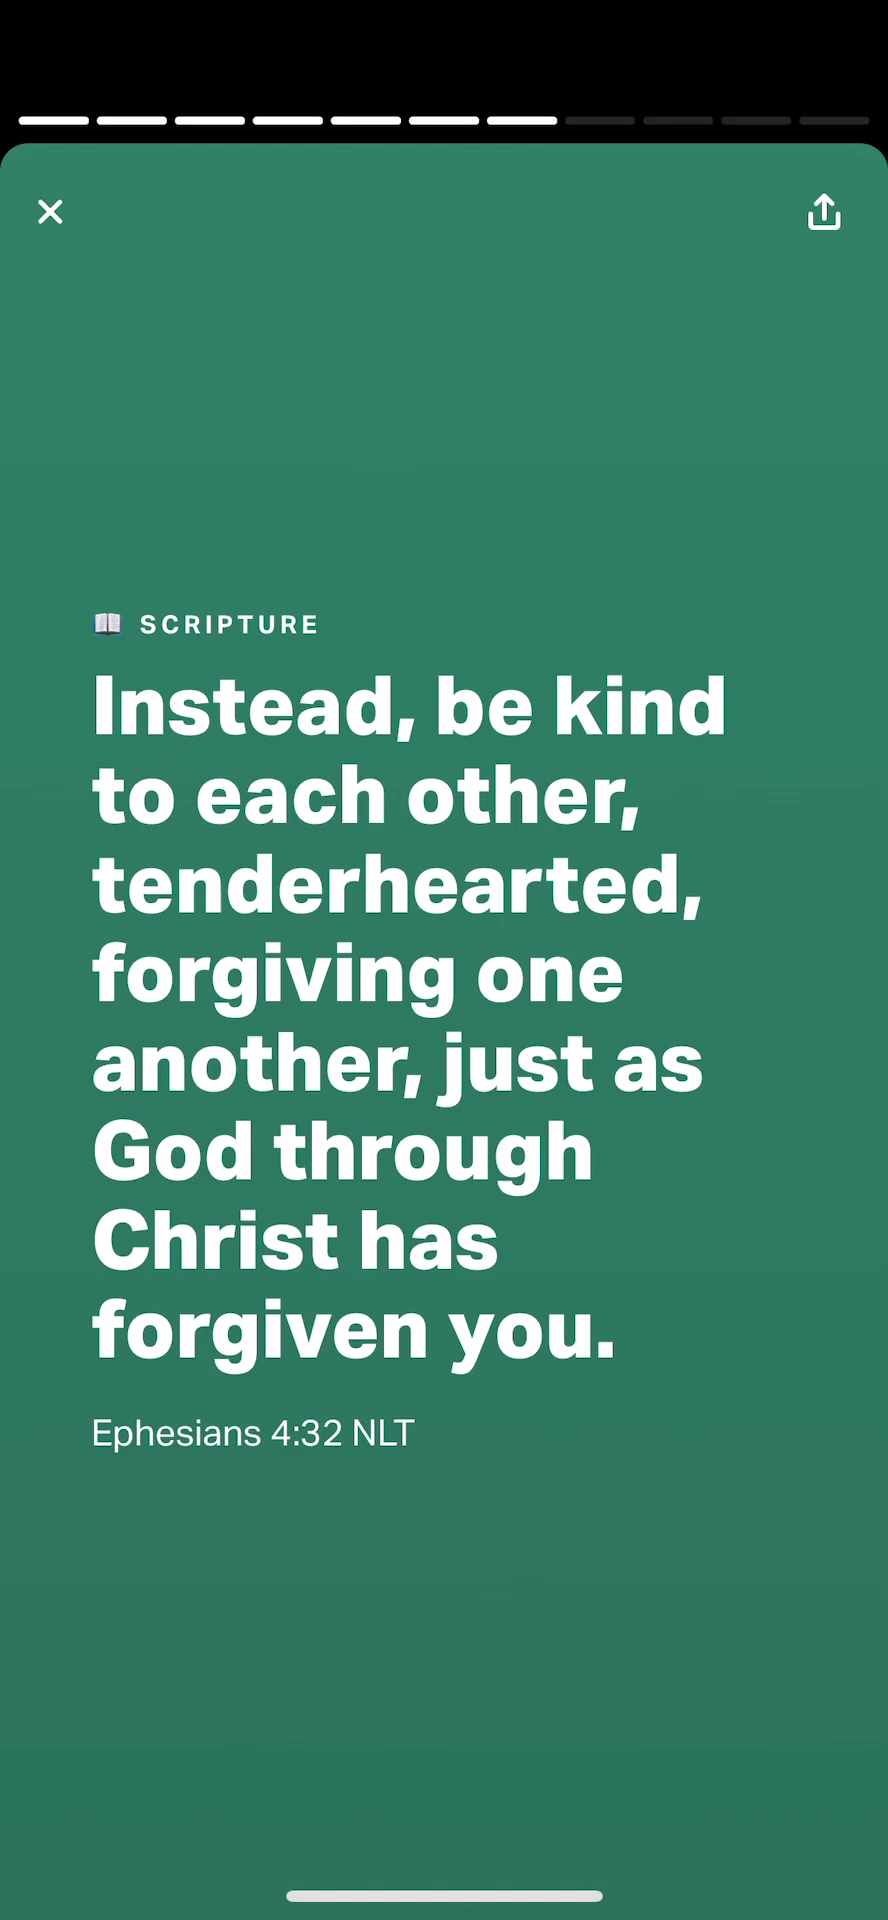 📖 SCRIPTURE
Instead, be kind
to each other,
tenderhearted,
forgiving one
another, just as
God through
Christ has
forgiven you.
Ephesians 4:32 NLT